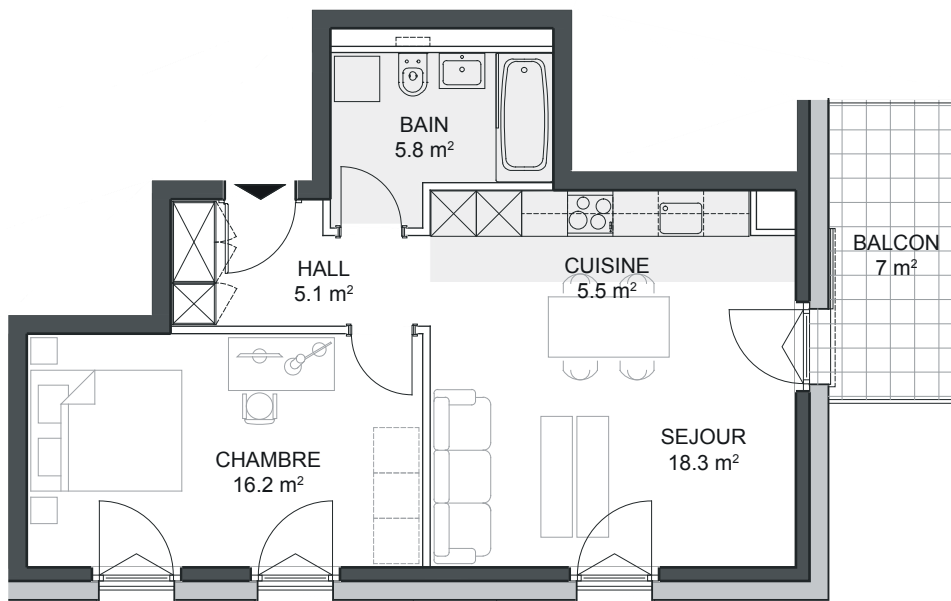 BAIN
5.8 m²
HALL
5.1 m²
CUISINE
5.5 m²
BALCON
7 m²
CHAMBRE
16.2 m²
SEJOUR
18.3 m²